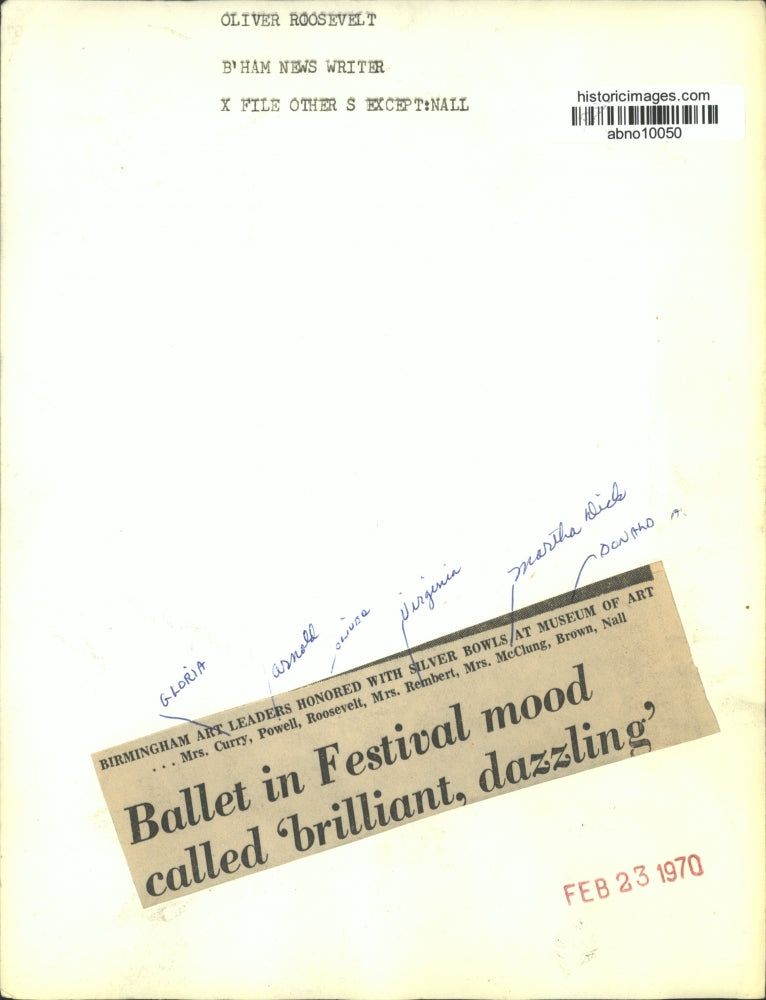 OLIVER ROOSEVELT
B'HAM NEWS WRITER
X FILE OTHER S EXCEPT:NALL
historicimages.com
abno10050
GLORIA
Arnold
Virginia
Martha Dick
DONALD A.
BIRMINGHAM ART LEADERS HONORED WITH SILVER BOWLS AT MUSEUM OF ART
. . . Mrs. Curry, Powell, Roosevelt, Mrs. Rembert, Mrs. McClung, Brown, Nall
Ballet in Festival mood
called 'brilliant, dazzling'
FEB 23 1970